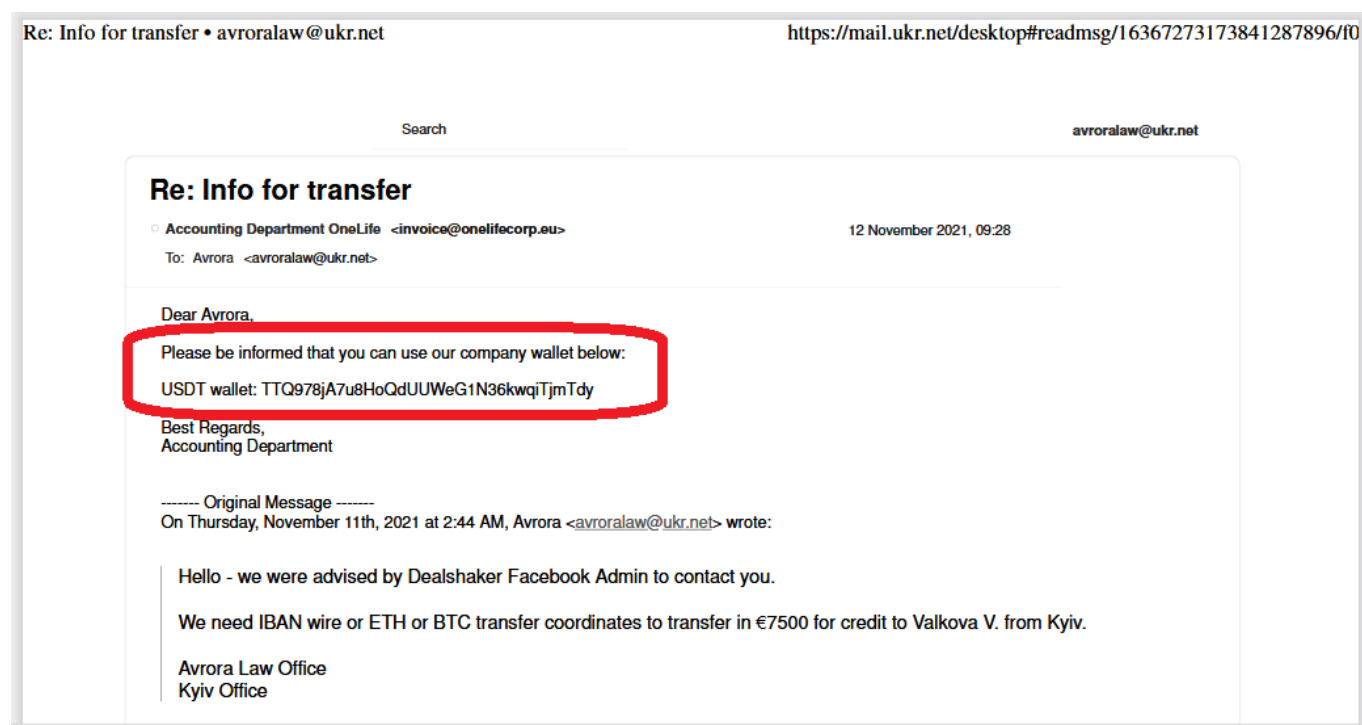 Re: Info for transfer • avroralaw@ukr.net
https://mail.ukr.net/desktop#readmsg/16367273173841287896/f0
Search
avroralaw@ukr.net
Re: Info for transfer
Accounting Department OneLife <invoice@onelifecorp.eu>
12 November 2021, 09:28
To: Avrora <avroralaw@ukr.net>
Dear Avrora,
Please be informed that you can use our company wallet below:
USDT wallet: TTQ978jA7u8HoQdUUWeG1N36kwqiTjmTdy
Best Regards,
Accounting Department
------- Original Message -------
On Thursday, November 11th, 2021 at 2:44 AM, Avrora <avroralaw@ukr.net> wrote:
Hello - we were advised by Dealshaker Facebook Admin to contact you.
We need IBAN wire or ETH or BTC transfer coordinates to transfer in €7500 for credit to Valkova V. from Kyiv.
Avrora Law Office
Kyiv Office